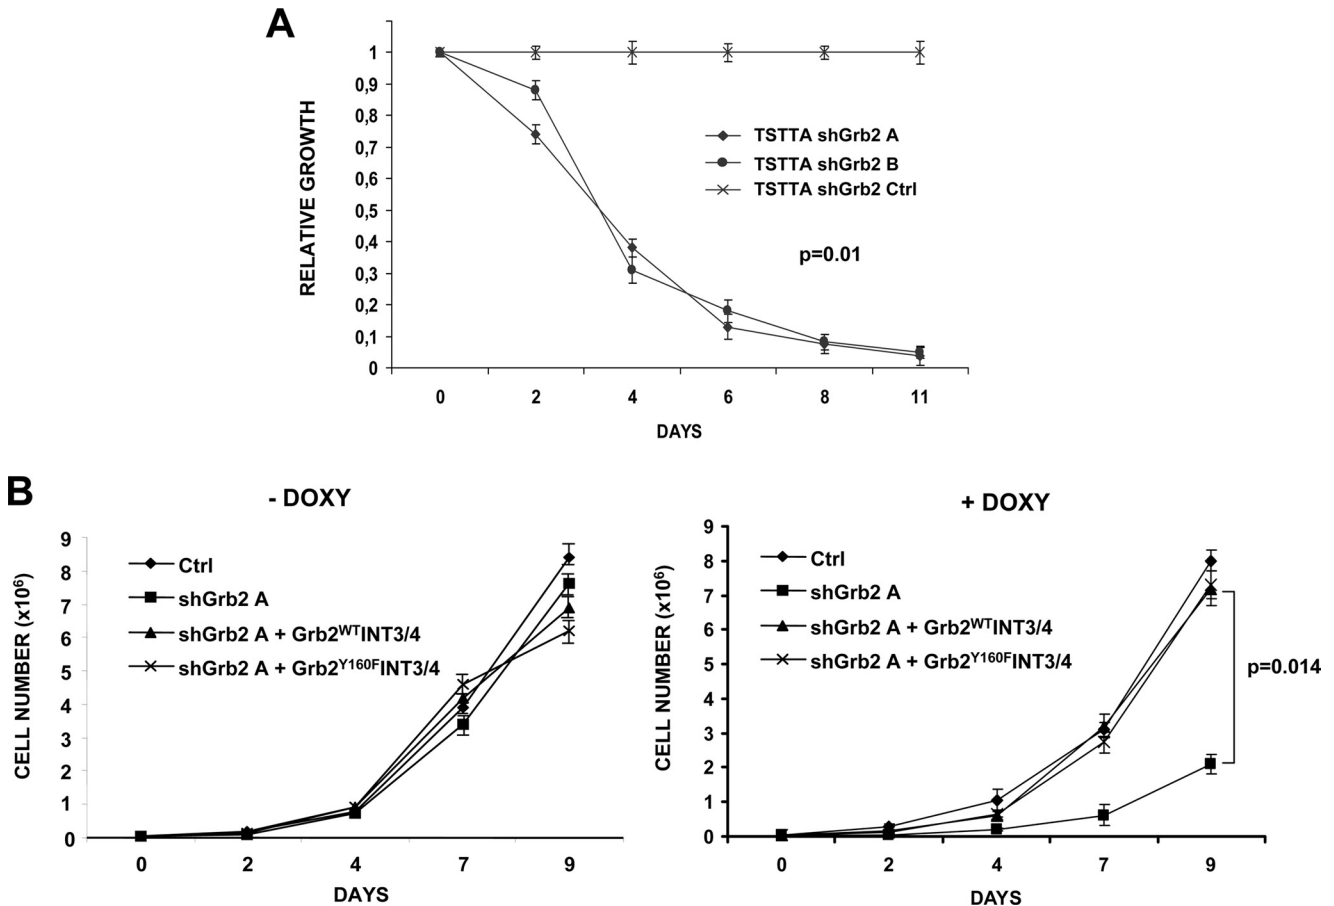 A
RELATIVE GROWTH
1
0,9
0,8
0,7
0,6
0,5
0,4
0,3
0,2
0,1
0
0 2 4 6 8 11
DAYS
TSTTA shGrb2 A
TSTTA shGrb2 B
TSTTA shGrb2 Ctrl
p=0.01
B
- DOXY
CELL NUMBER (x10⁶)
9
8
7
6
5
4
3
2
1
0
0 2 4 7 9
DAYS
Ctrl
shGrb2 A
shGrb2 A + Grb2ᵂᵀINT3/4
shGrb2 A + Grb2Y160FINT3/4
+ DOXY
CELL NUMBER (x10⁶)
9
8
7
6
5
4
3
2
1
0
0 2 4 7 9
DAYS
Ctrl
shGrb2 A
shGrb2 A + Grb2ᵂᵀINT3/4
shGrb2 A + Grb2Y160FINT3/4
p=0.014